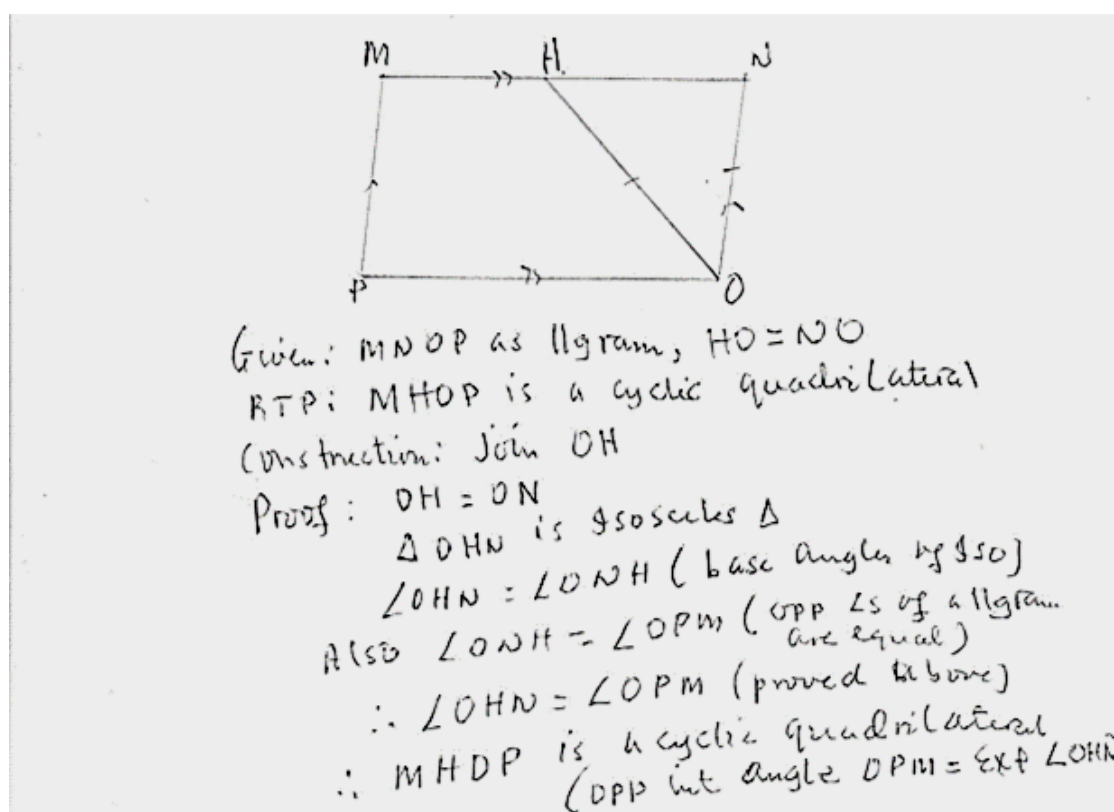 M H. N
P O
Given: MNOP as llgram, HO = NO
RTP: MHOP is a cyclic quadrilateral
Construction: Join OH
Proof: OH = ON
Δ OHN is Isosceles Δ
∠OHN = ∠ONH (base angles of Iso)
Also ∠ONH = ∠OPM (opp ∠s of a llgram
are equal)
∴ ∠OHN = ∠OPM (proved above)
∴ MHOP is a cyclic quadrilateral
(opp int angle OPM = Ext ∠OHN